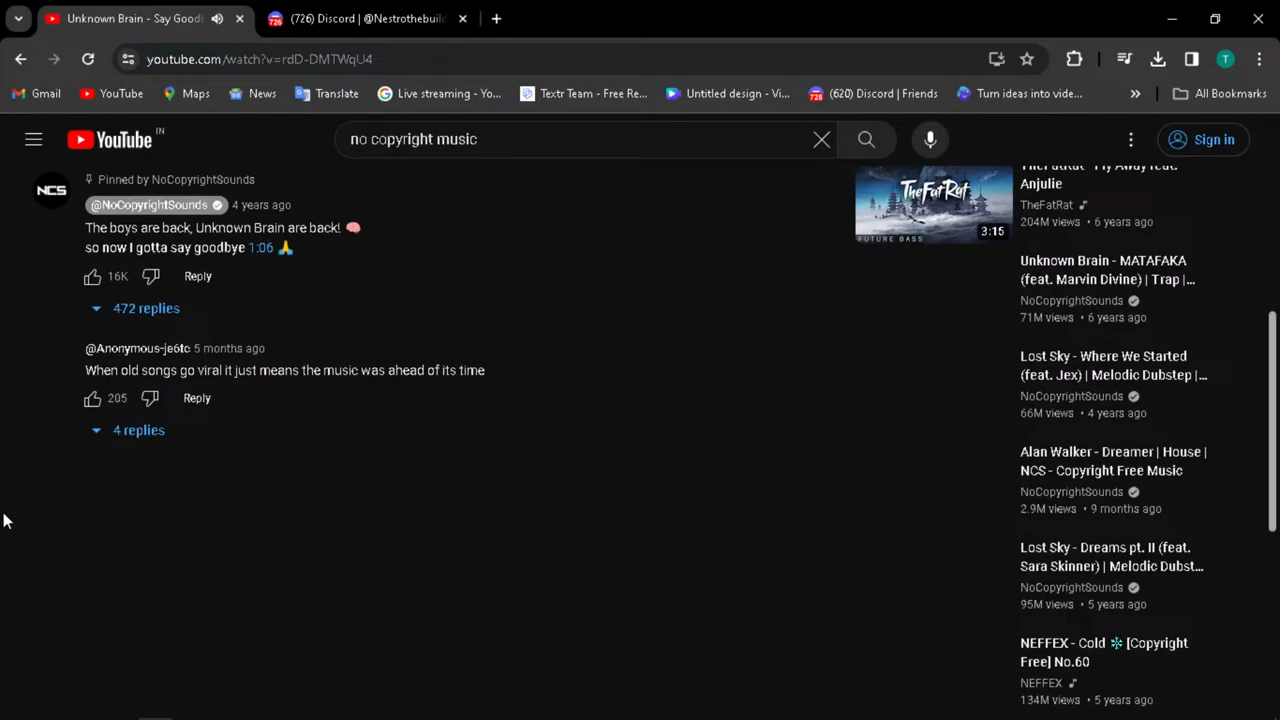 Unknown Brain - Say Goodb
(726) Discord | @Nestrothebuild
youtube.com/watch?v=rdD-DMTWqU4
T
Gmail
YouTube
Maps
News
Translate
Live streaming - Yo...
Textr Team - Free Re...
Untitled design - Vi...
(620) Discord | Friends
Turn ideas into vide...
All Bookmarks
YouTube IN
no copyright music
Sign in
NCS
Pinned by NoCopyrightSounds
@NoCopyrightSounds 4 years ago
The boys are back, Unknown Brain are back! 🧠
so now I gotta say goodbye 1:06 🙏
16K Reply
472 replies
@Anonymous-je6tc 5 months ago
When old songs go viral it just means the music was ahead of its time
205 Reply
4 replies
TheFatRat
FUTURE BASS
3:15
TheFatRat - Fly Away feat.
Anjulie
TheFatRat
204M views • 6 years ago
Unknown Brain - MATAFAKA
(feat. Marvin Divine) | Trap |...
NoCopyrightSounds
71M views • 6 years ago
Lost Sky - Where We Started
(feat. Jex) | Melodic Dubstep |...
NoCopyrightSounds
66M views • 4 years ago
Alan Walker - Dreamer | House |
NCS - Copyright Free Music
NoCopyrightSounds
2.9M views • 9 months ago
Lost Sky - Dreams pt. II (feat.
Sara Skinner) | Melodic Dubst...
NoCopyrightSounds
95M views • 5 years ago
NEFFEX - Cold ❄ [Copyright
Free] No.60
NEFFEX
134M views • 5 years ago